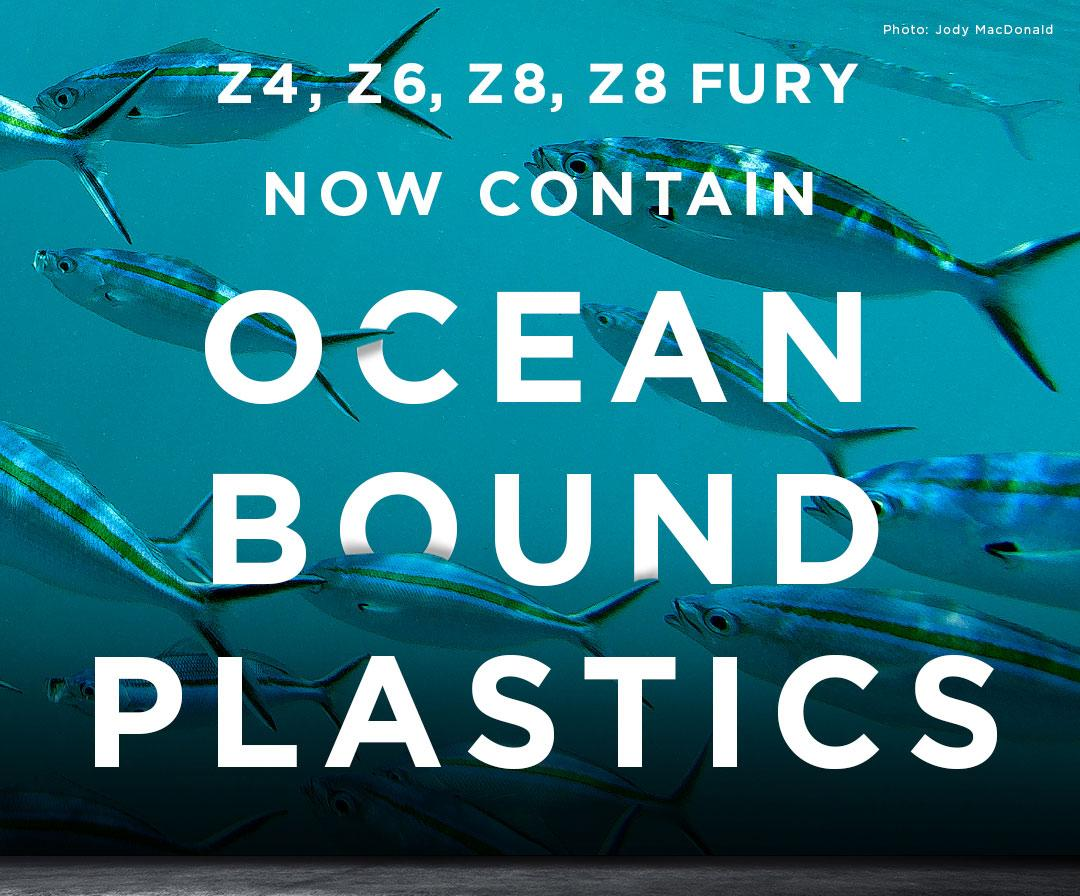 Photo: Jody MacDonald
Z4, Z6, Z8, Z8 FURY
NOW CONTAIN
OCEAN
BOUND
PLASTICS